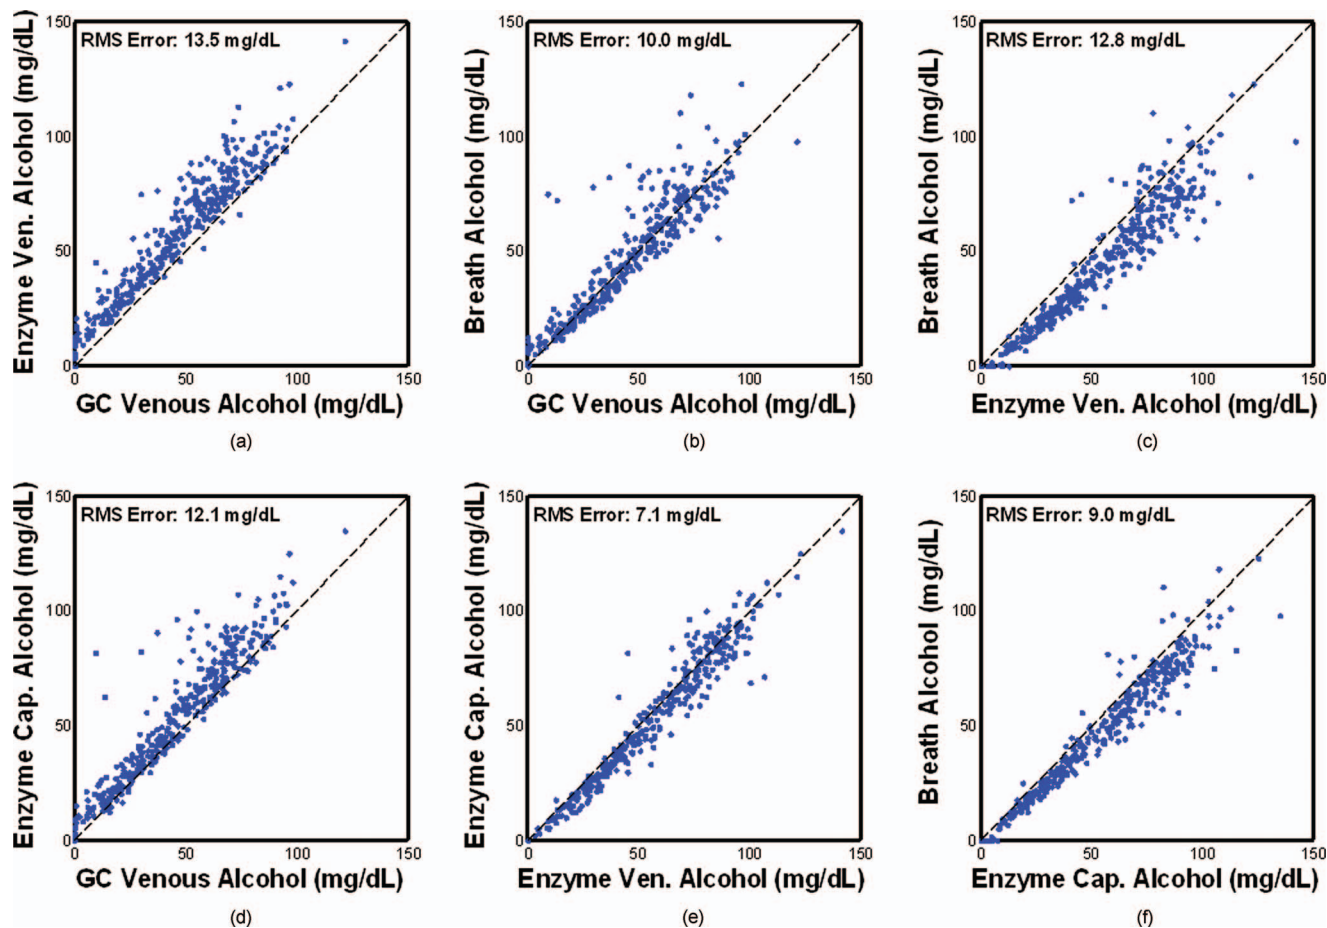 RMS Error: 13.5 mg/dL
Enzyme Ven. Alcohol (mg/dL)
150
100
50
0
0 50 100 150
GC Venous Alcohol (mg/dL)
(a)
RMS Error: 10.0 mg/dL
Breath Alcohol (mg/dL)
150
100
50
0
0 50 100 150
GC Venous Alcohol (mg/dL)
(b)
RMS Error: 12.8 mg/dL
Breath Alcohol (mg/dL)
150
100
50
0
0 50 100 150
Enzyme Ven. Alcohol (mg/dL)
(c)
RMS Error: 12.1 mg/dL
Enzyme Cap. Alcohol (mg/dL)
150
100
50
0
0 50 100 150
GC Venous Alcohol (mg/dL)
(d)
RMS Error: 7.1 mg/dL
Enzyme Cap. Alcohol (mg/dL)
150
100
50
0
0 50 100 150
Enzyme Ven. Alcohol (mg/dL)
(e)
RMS Error: 9.0 mg/dL
Breath Alcohol (mg/dL)
150
100
50
0
0 50 100 150
Enzyme Cap. Alcohol (mg/dL)
(f)